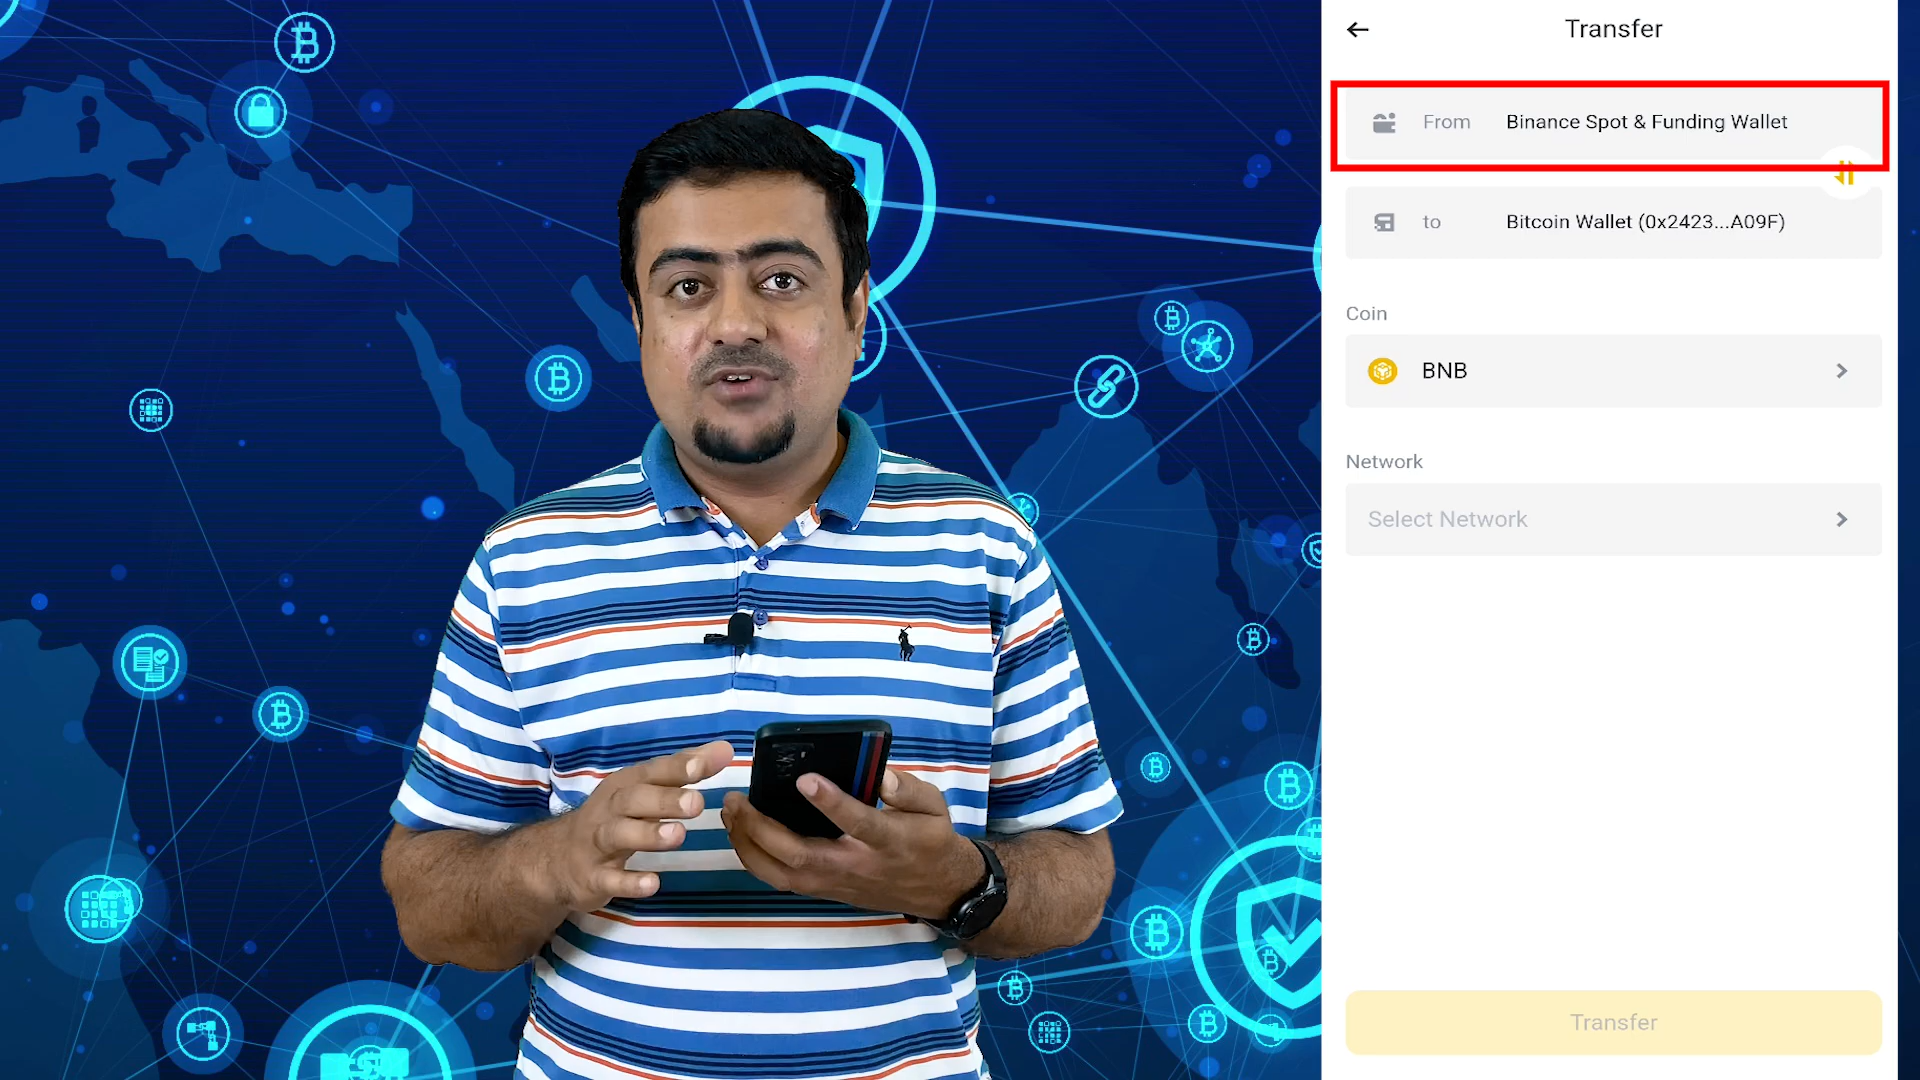 Transfer
From Binance Spot & Funding Wallet
to Bitcoin Wallet (0x2423...A09F)
Coin
BNB
Network
Select Network
Transfer